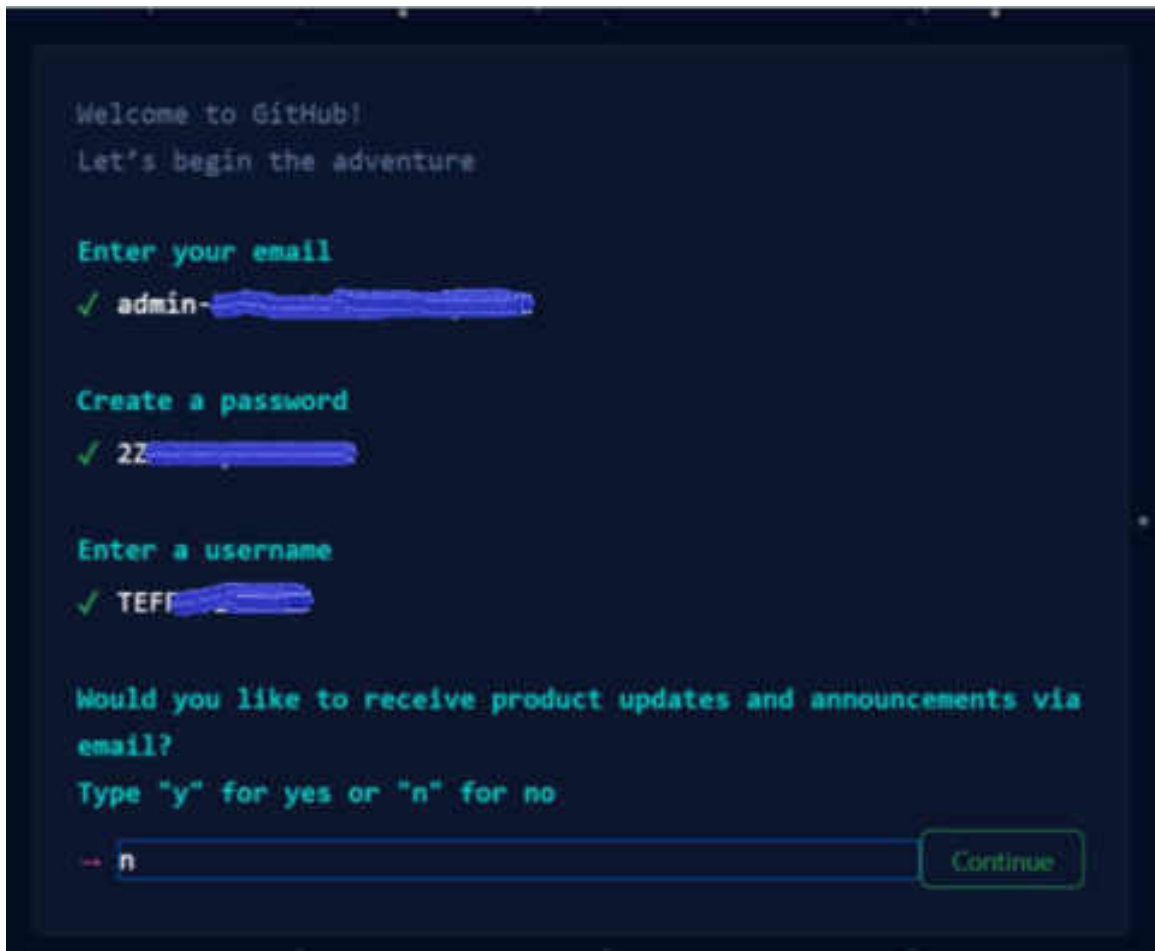 Welcome to GitHub!
Let's begin the adventure
Enter your email
✓ admin-
Create a password
✓ 2Z
Enter a username
✓ TEFF
Would you like to receive product updates and announcements via
email?
Type "y" for yes or "n" for no
→ n Continue